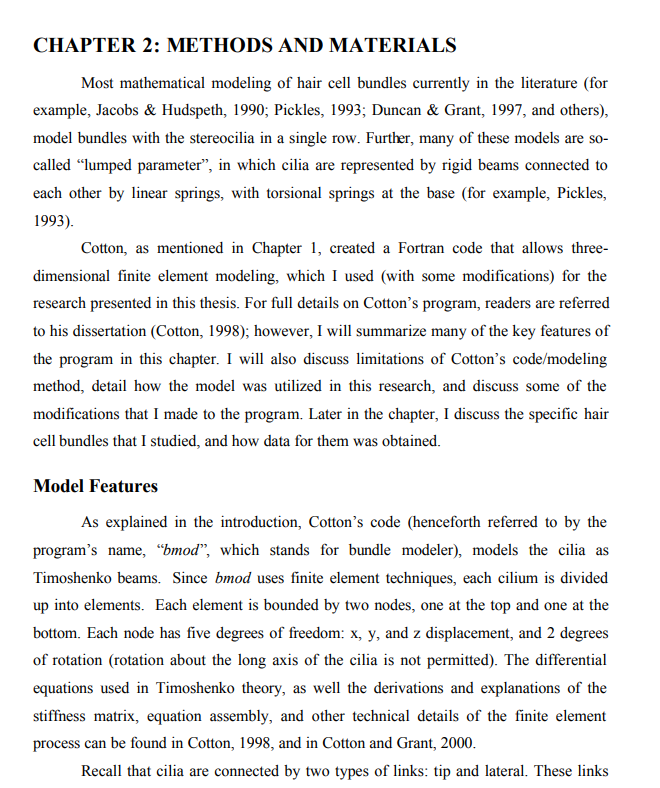 CHAPTER 2: METHODS AND MATERIALS
Most mathematical modeling of hair cell bundles currently in the literature (for
example, Jacobs & Hudspeth, 1990; Pickles, 1993; Duncan & Grant, 1997, and others),
model bundles with the stereocilia in a single row. Further, many of these models are so-
called “lumped parameter”, in which cilia are represented by rigid beams connected to
each other by linear springs, with torsional springs at the base (for example, Pickles,
1993).
Cotton, as mentioned in Chapter 1, created a Fortran code that allows three-
dimensional finite element modeling, which I used (with some modifications) for the
research presented in this thesis. For full details on Cotton’s program, readers are referred
to his dissertation (Cotton, 1998); however, I will summarize many of the key features of
the program in this chapter. I will also discuss limitations of Cotton’s code/modeling
method, detail how the model was utilized in this research, and discuss some of the
modifications that I made to the program. Later in the chapter, I discuss the specific hair
cell bundles that I studied, and how data for them was obtained.
Model Features
As explained in the introduction, Cotton’s code (henceforth referred to by the
program’s name, “bmod”, which stands for bundle modeler), models the cilia as
Timoshenko beams. Since bmod uses finite element techniques, each cilium is divided
up into elements. Each element is bounded by two nodes, one at the top and one at the
bottom. Each node has five degrees of freedom: x, y, and z displacement, and 2 degrees
of rotation (rotation about the long axis of the cilia is not permitted). The differential
equations used in Timoshenko theory, as well the derivations and explanations of the
stiffness matrix, equation assembly, and other technical details of the finite element
process can be found in Cotton, 1998, and in Cotton and Grant, 2000.
Recall that cilia are connected by two types of links: tip and lateral. These links